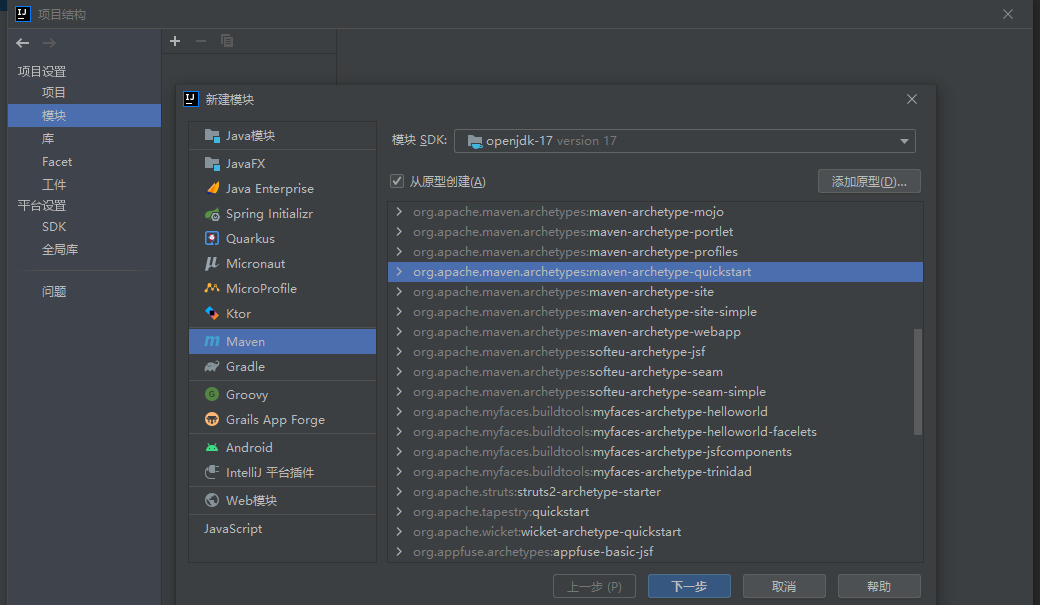 项目结构
项目设置
项目
模块
库
Facet
工件
平台设置
SDK
全局库
问题
新建模块
Java模块
JavaFX
Java Enterprise
Spring Initializr
Quarkus
Micronaut
MicroProfile
Ktor
Maven
Gradle
Groovy
Grails App Forge
Android
IntelliJ 平台插件
Web模块
JavaScript
模块 SDK: openjdk-17 version 17
从原型创建(A) 添加原型(D)...
org.apache.maven.archetypes:maven-archetype-mojo
org.apache.maven.archetypes:maven-archetype-portlet
org.apache.maven.archetypes:maven-archetype-profiles
org.apache.maven.archetypes:maven-archetype-quickstart
org.apache.maven.archetypes:maven-archetype-site
org.apache.maven.archetypes:maven-archetype-site-simple
org.apache.maven.archetypes:maven-archetype-webapp
org.apache.maven.archetypes:softeu-archetype-jsf
org.apache.maven.archetypes:softeu-archetype-seam
org.apache.maven.archetypes:softeu-archetype-seam-simple
org.apache.myfaces.buildtools:myfaces-archetype-helloworld
org.apache.myfaces.buildtools:myfaces-archetype-helloworld-facelets
org.apache.myfaces.buildtools:myfaces-archetype-jsfcomponents
org.apache.myfaces.buildtools:myfaces-archetype-trinidad
org.apache.struts:struts2-archetype-starter
org.apache.tapestry:quickstart
org.apache.wicket:wicket-archetype-quickstart
org.appfuse.archetypes:appfuse-basic-jsf
上一步 (P) 下一步 取消 帮助